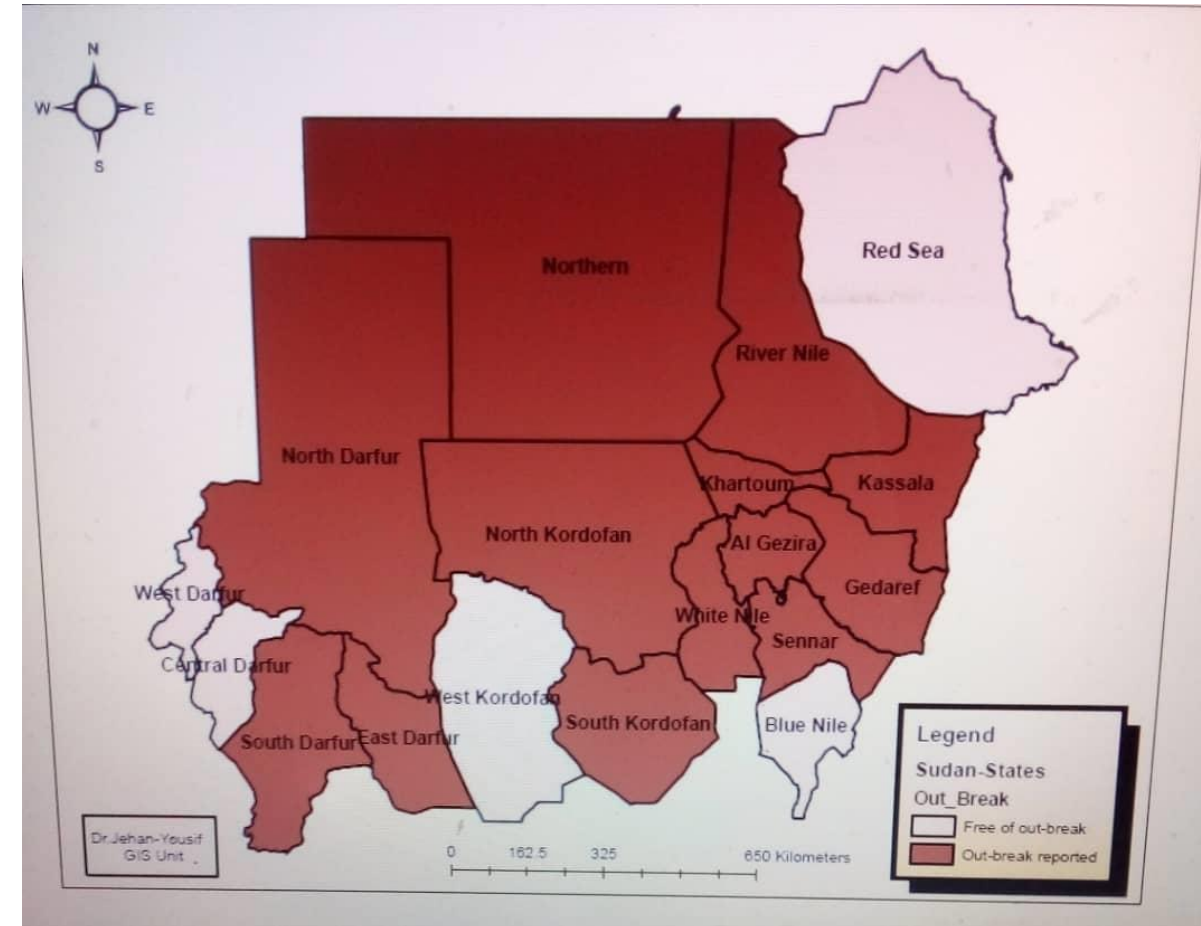 N
W E
S
Red Sea
Northern
River Nile
North Darfur
Khartoum
Kassala
North Kordofan
Al Gezira
Gedaref
West Darfur
White Nile
Sennar
Central Darfur
West Kordofan
South Kordofan
Blue Nile
South Darfur
East Darfur
Legend
Sudan-States
Out_Break
Free of out-break
Out-break reported
Dr.Jehan-Yousif
GIS Unit
0 162.5 325 650 Kilometers